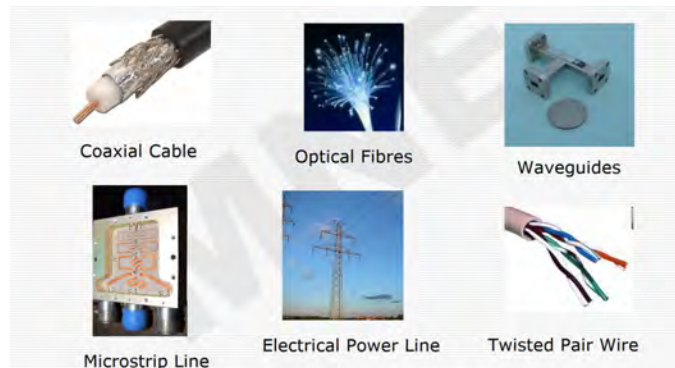 Coaxial Cable
Optical Fibres
Waveguides
Microstrip Line
Electrical Power Line
Twisted Pair Wire